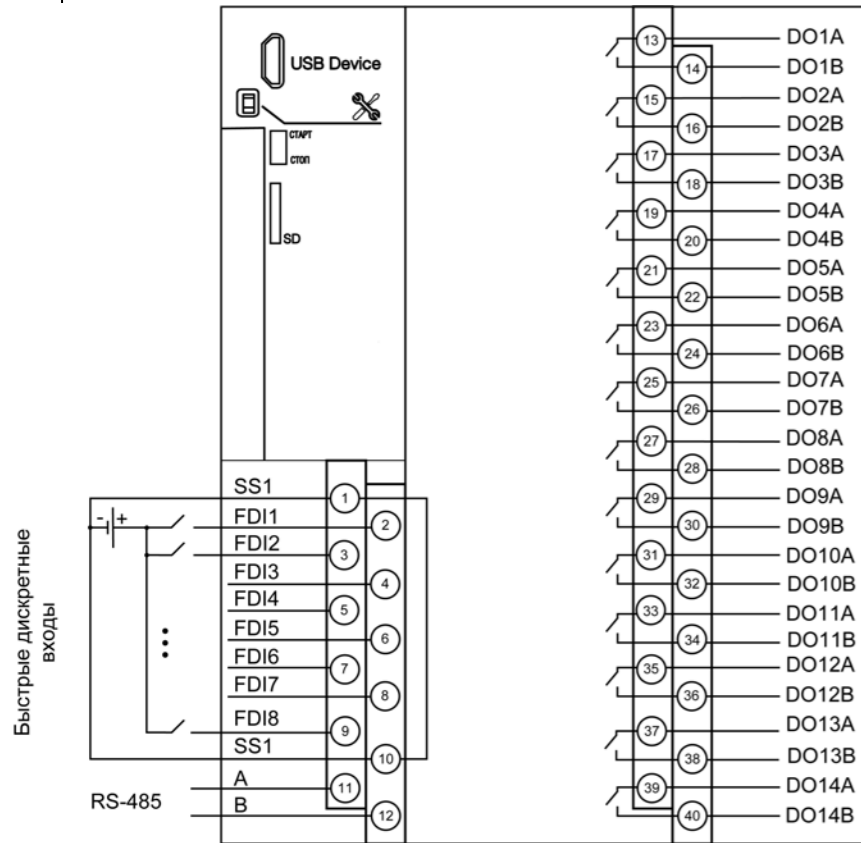 USB Device
СТАРТ
СТОП
SD
Быстрые дискретные
входы
- +
SS1 1
FDI1 2
FDI2 3
FDI3 4
FDI4 5
FDI5 6
FDI6 7
FDI7 8
FDI8 9
SS1 10
RS-485
A 11
B 12
13 DO1A
14 DO1B
15 DO2A
16 DO2B
17 DO3A
18 DO3B
19 DO4A
20 DO4B
21 DO5A
22 DO5B
23 DO6A
24 DO6B
25 DO7A
26 DO7B
27 DO8A
28 DO8B
29 DO9A
30 DO9B
31 DO10A
32 DO10B
33 DO11A
34 DO11B
35 DO12A
36 DO12B
37 DO13A
38 DO13B
39 DO14A
40 DO14B